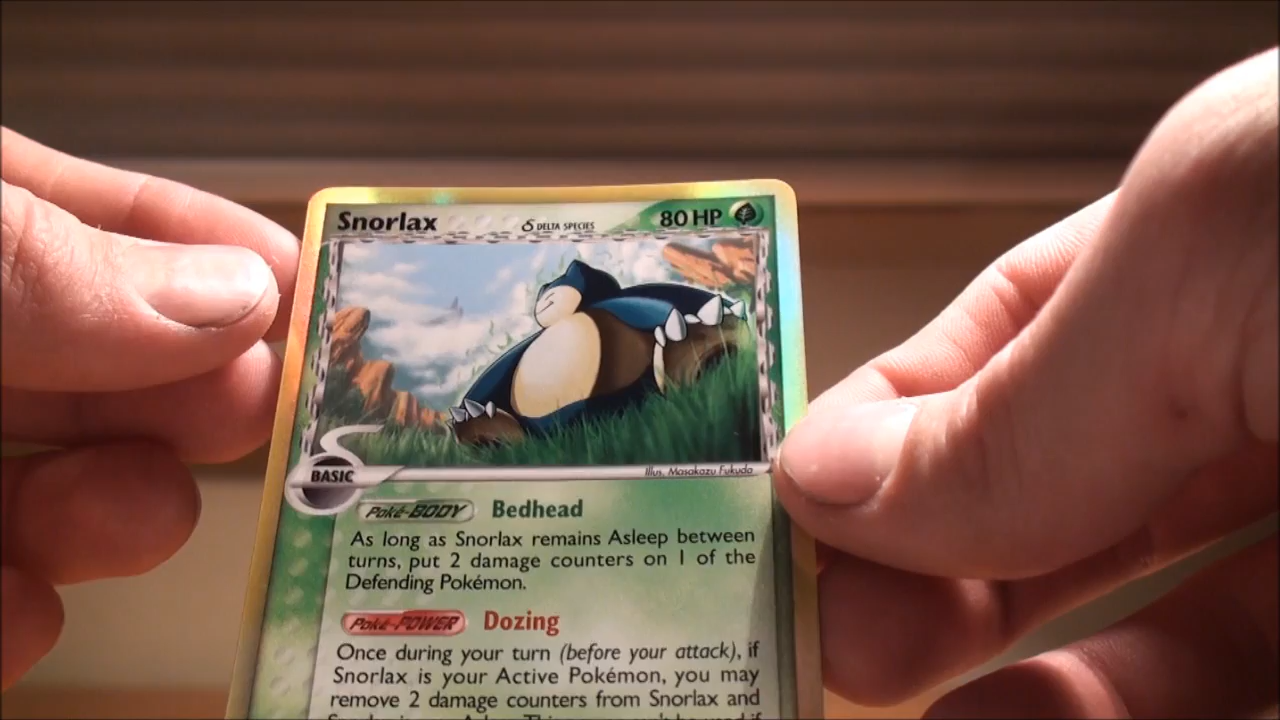 Snorlax δ DELTA SPECIES 80 HP
BASIC
Illus. Masakazu Fukuda
Poké-BODY Bedhead
As long as Snorlax remains Asleep between
turns, put 2 damage counters on 1 of the
Defending Pokémon.
Poké-POWER Dozing
Once during your turn (before your attack), if
Snorlax is your Active Pokémon, you may
remove 2 damage counters from Snorlax and